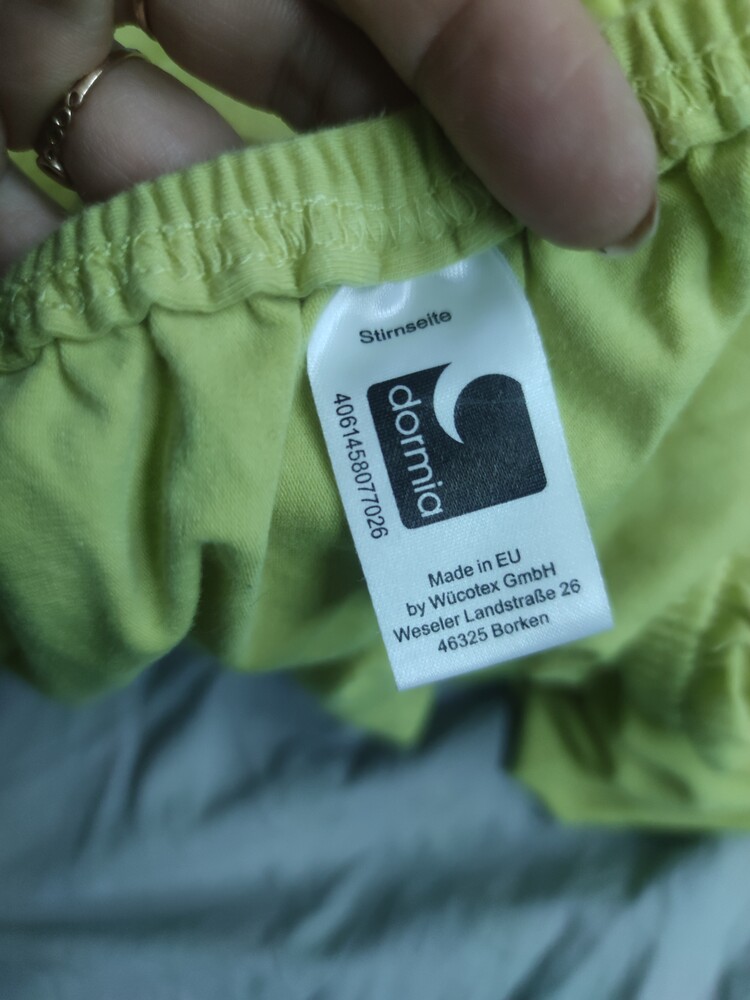 Stirnseite
dormia
4061458077026
Made in EU
by Wücotex GmbH
Weseler Landstraße 26
46325 Borken